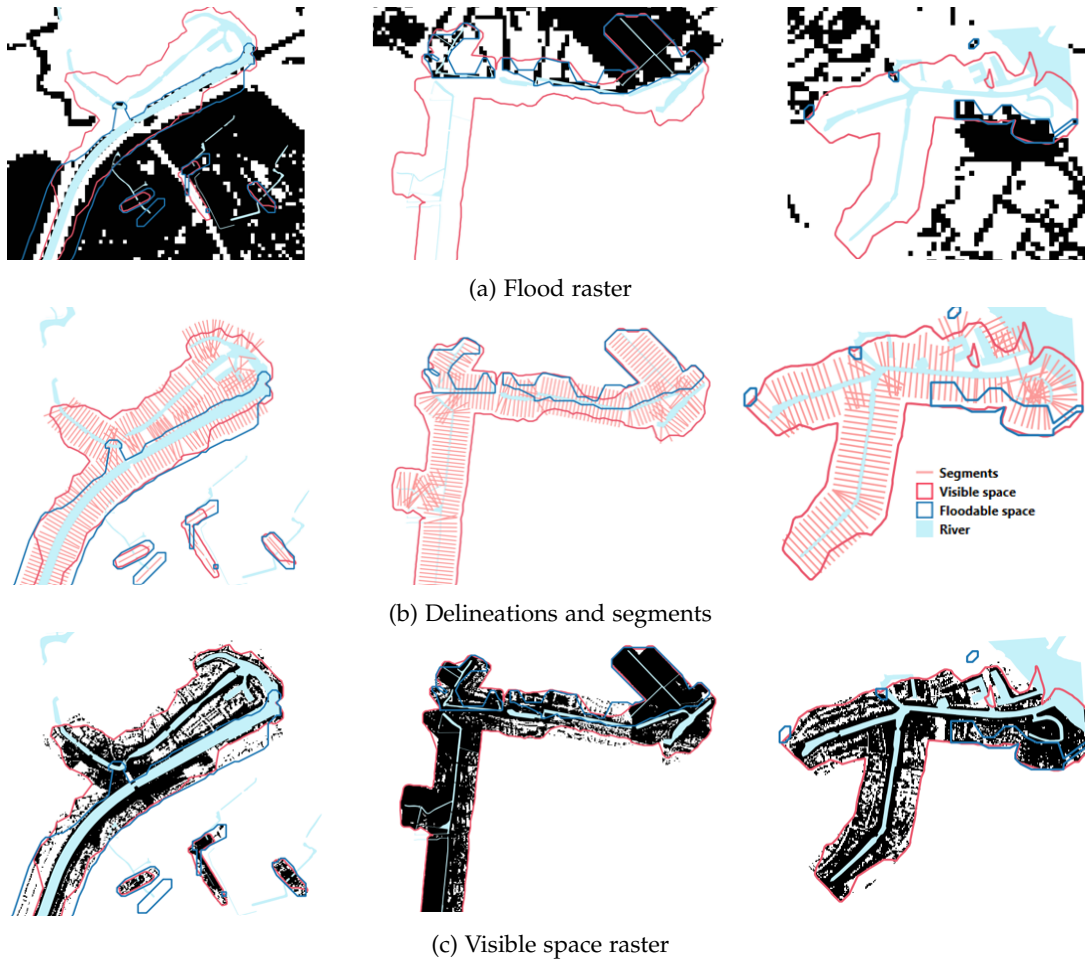 (a) Flood raster
Segments
Visible space
Floodable space
River
(b) Delineations and segments
(c) Visible space raster